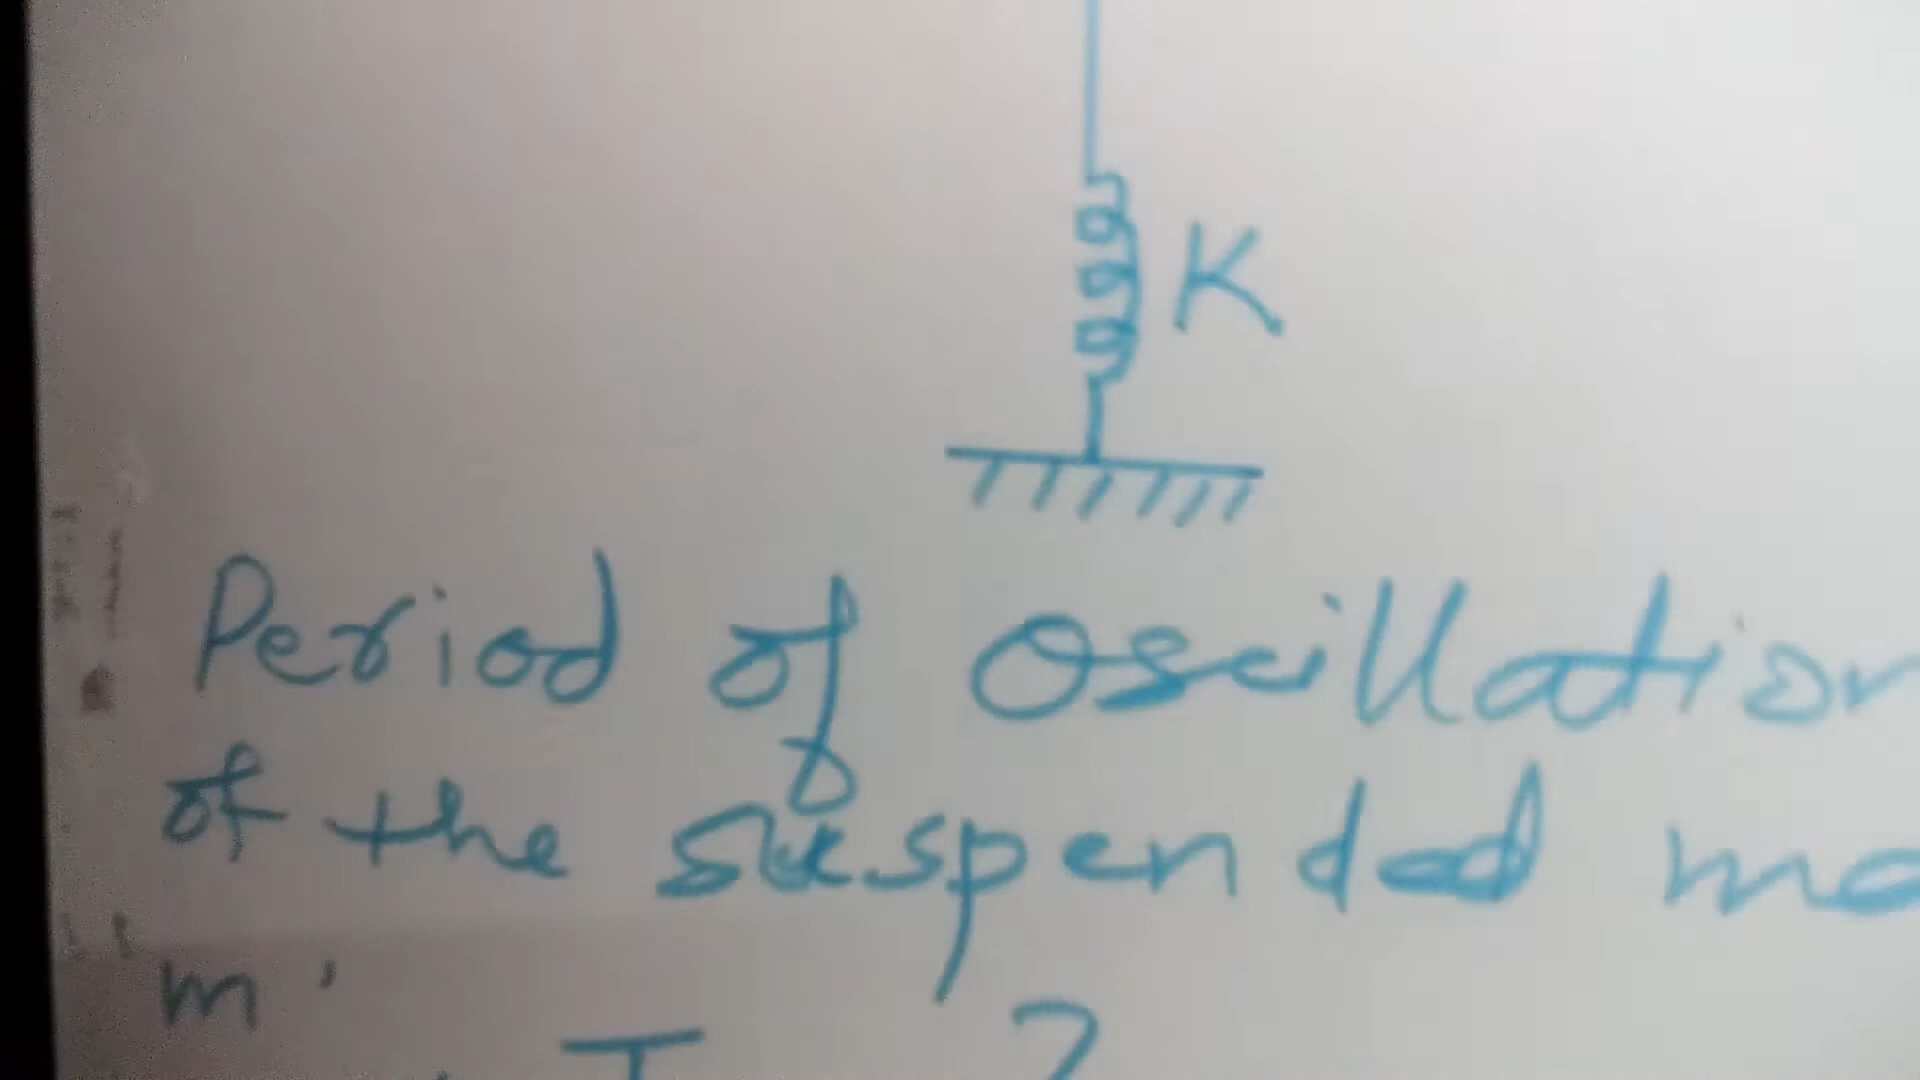 K
Period of Oscillation
of the suspended
m'
T ?